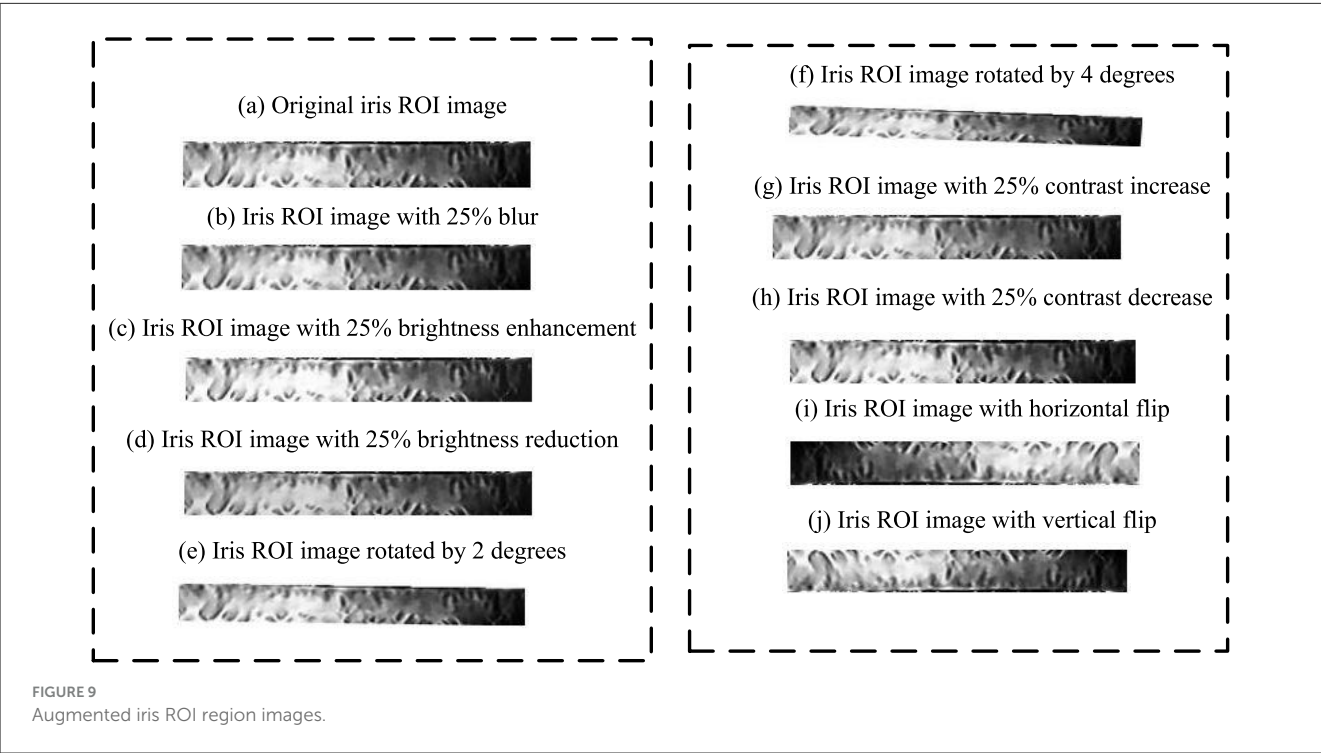 (a) Original iris ROI image
(b) Iris ROI image with 25% blur
(c) Iris ROI image with 25% brightness enhancement
(d) Iris ROI image with 25% brightness reduction
(e) Iris ROI image rotated by 2 degrees
(f) Iris ROI image rotated by 4 degrees
(g) Iris ROI image with 25% contrast increase
(h) Iris ROI image with 25% contrast decrease
(i) Iris ROI image with horizontal flip
(j) Iris ROI image with vertical flip
FIGURE 9
Augmented iris ROI region images.